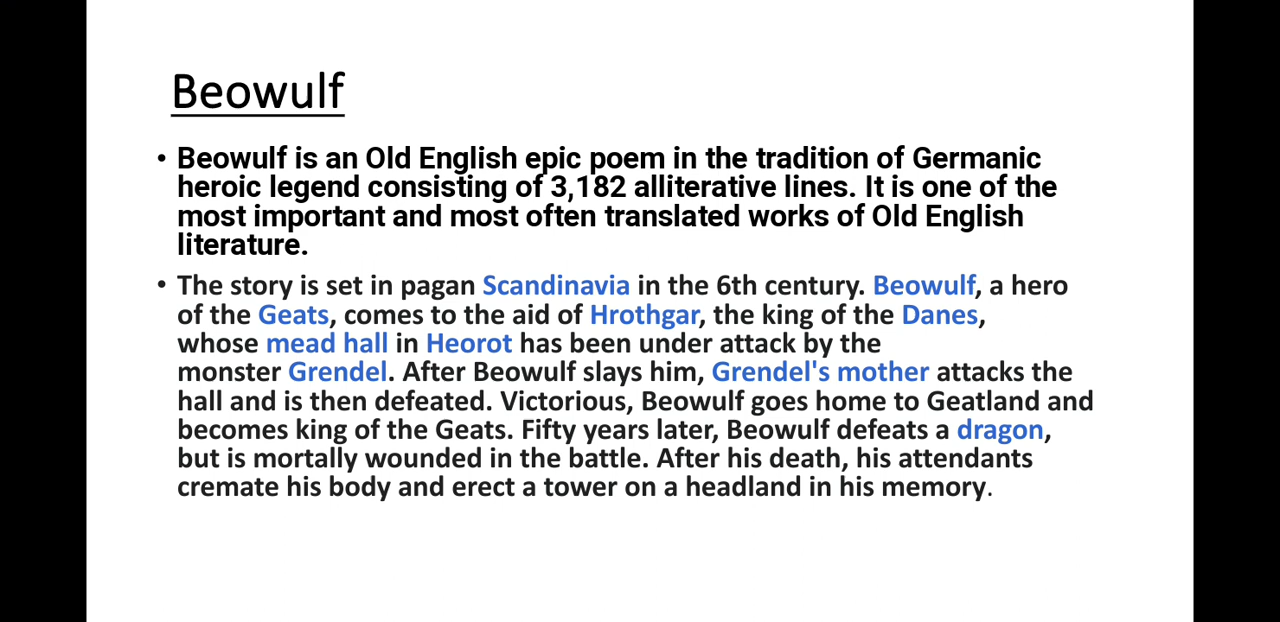 Beowulf
• Beowulf is an Old English epic poem in the tradition of Germanic
heroic legend consisting of 3,182 alliterative lines. It is one of the
most important and most often translated works of Old English
literature.
• The story is set in pagan Scandinavia in the 6th century. Beowulf, a hero
of the Geats, comes to the aid of Hrothgar, the king of the Danes,
whose mead hall in Heorot has been under attack by the
monster Grendel. After Beowulf slays him, Grendel's mother attacks the
hall and is then defeated. Victorious, Beowulf goes home to Geatland and
becomes king of the Geats. Fifty years later, Beowulf defeats a dragon,
but is mortally wounded in the battle. After his death, his attendants
cremate his body and erect a tower on a headland in his memory.